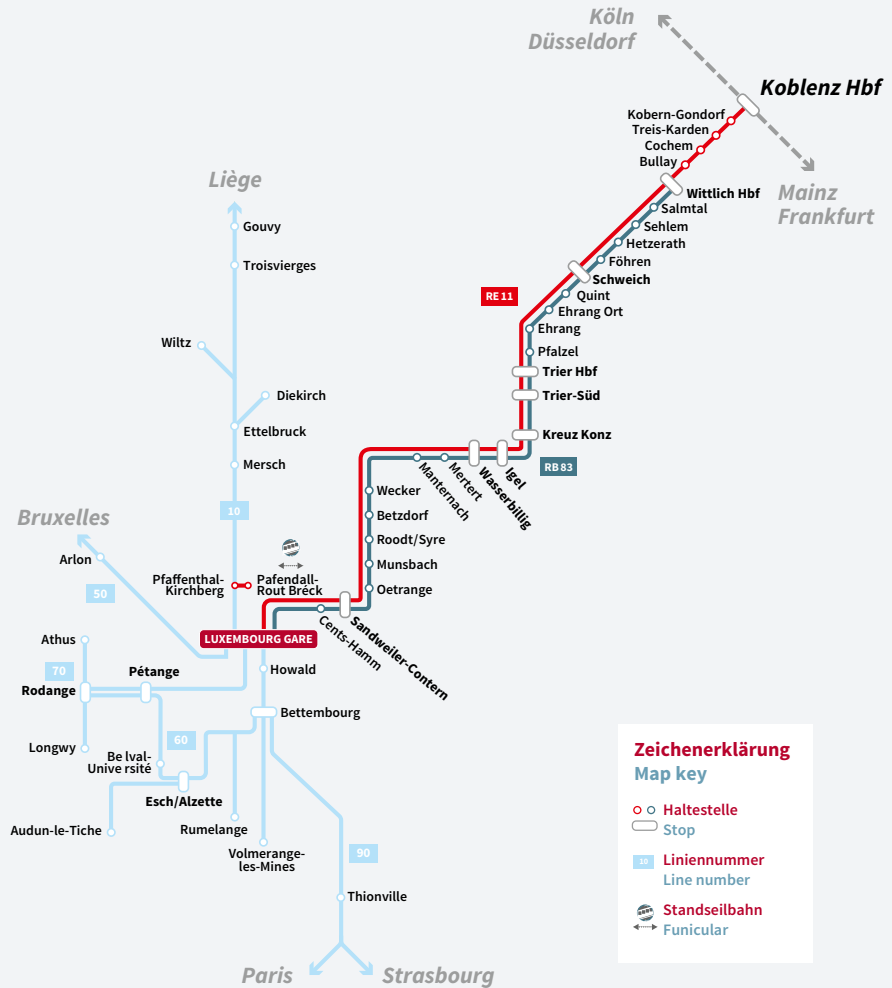 Köln
Düsseldorf
Koblenz Hbf
Kobern-Gondorf
Treis-Karden
Cochem
Bullay
Mainz
Frankfurt
Wittlich Hbf
Salmtal
Sehlem
Hetzerath
Föhren
Schweich
Quint
Ehrang Ort
Ehrang
RE 11
Pfalzel
Trier Hbf
Trier-Süd
Kreuz Konz
RB 83
Igel
Wasserbillig
Mertert
Manternach
Wecker
Betzdorf
Roodt/Syre
Munsbach
Oetrange
Sandweiler-Contern
Cents-Hamm
Liège
Gouvy
Troisvierges
Wiltz
Diekirch
Ettelbruck
Mersch
10
Bruxelles
Arlon
50
Pfaffenthal-
Kirchberg
Pafendall-
Rout Bréck
LUXEMBOURG GARE
Athus
70
Pétange
Rodange
Longwy
Howald
Bettembourg
60
Be lval-
Unive rsité
Esch/Alzette
Audun-le-Tiche
Rumelange
Volmerange-
les-Mines
90
Thionville
Paris
Strasbourg
Zeichenerklärung
Map key
Haltestelle
Stop
10
Liniennummer
Line number
Standseilbahn
Funicular